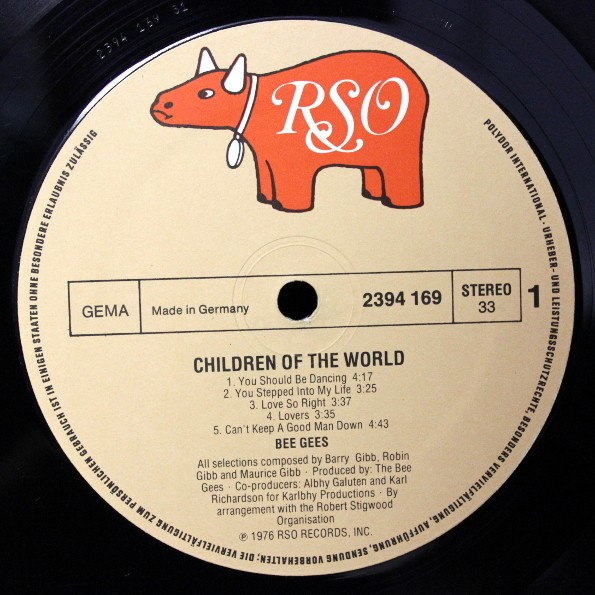 2394 169 S1
RSO
POLYDOR INTERNATIONAL · URHEBER- UND LEISTUNGSSCHUTZRECHTE, BESONDERS VERVIELFÄLTIGUNG, AUFFÜHRUNG, SENDUNG VORBEHALTEN; DIE VERVIELFÄLTIGUNG ZUM PERSÖNLICHEN GEBRAUCH IST IN EINIGEN STAATEN OHNE BESONDERE ERLAUBNIS ZULÄSSIG
GEMA
Made in Germany
2394 169
STEREO
33
1
CHILDREN OF THE WORLD
1. You Should Be Dancing 4:17
2. You Stepped Into My Life 3:25
3. Love So Right 3:37
4. Lovers 3:35
5. Can't Keep A Good Man Down 4:43
BEE GEES
All selections composed by Barry Gibb, Robin
Gibb and Maurice Gibb · Produced by: The Bee
Gees · Co-producers: Albhy Galuten and Karl
Richardson for Karlbhy Productions · By
arrangement with the Robert Stigwood
Organisation
℗ 1976 RSO RECORDS, INC.